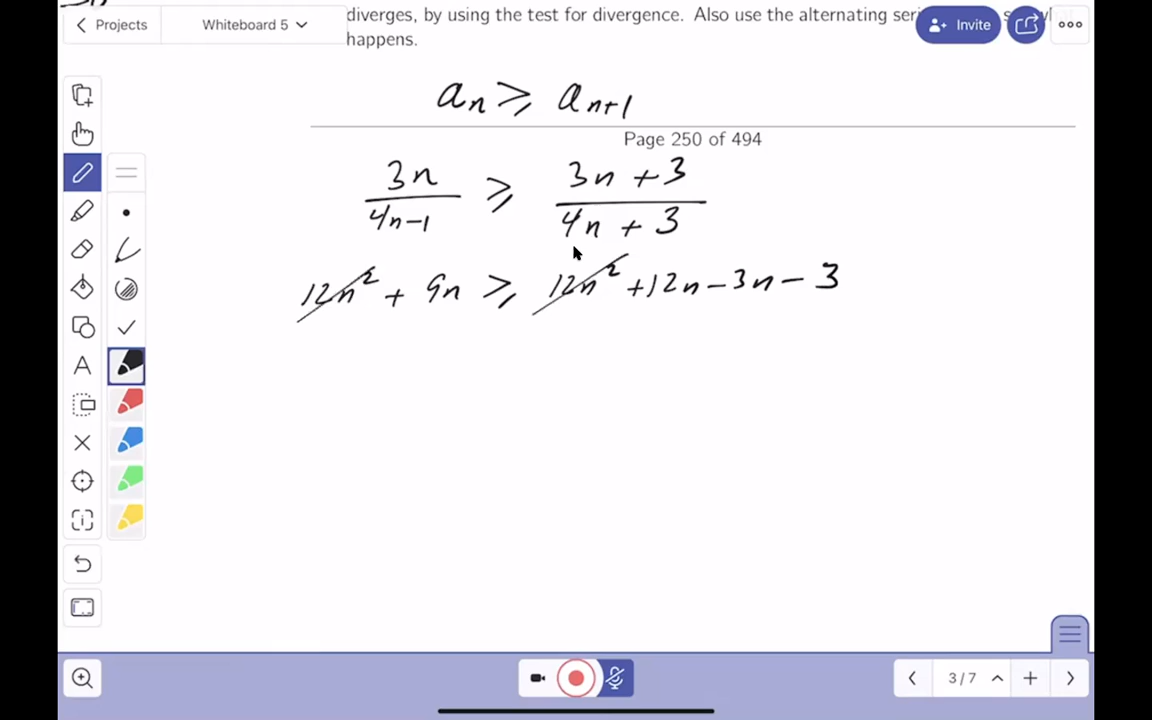 diverges, by using the test for divergence. Also use the alternating seri
Projects
Whiteboard 5
Invite
happens.
aₙ ≥ aₙ₊₁
Page 250 of 494
3n/(4n-1) ≥ (3n+3)/(4n+3)
12n² + 9n ≥ 12n² + 12n - 3n - 3
A
3/7